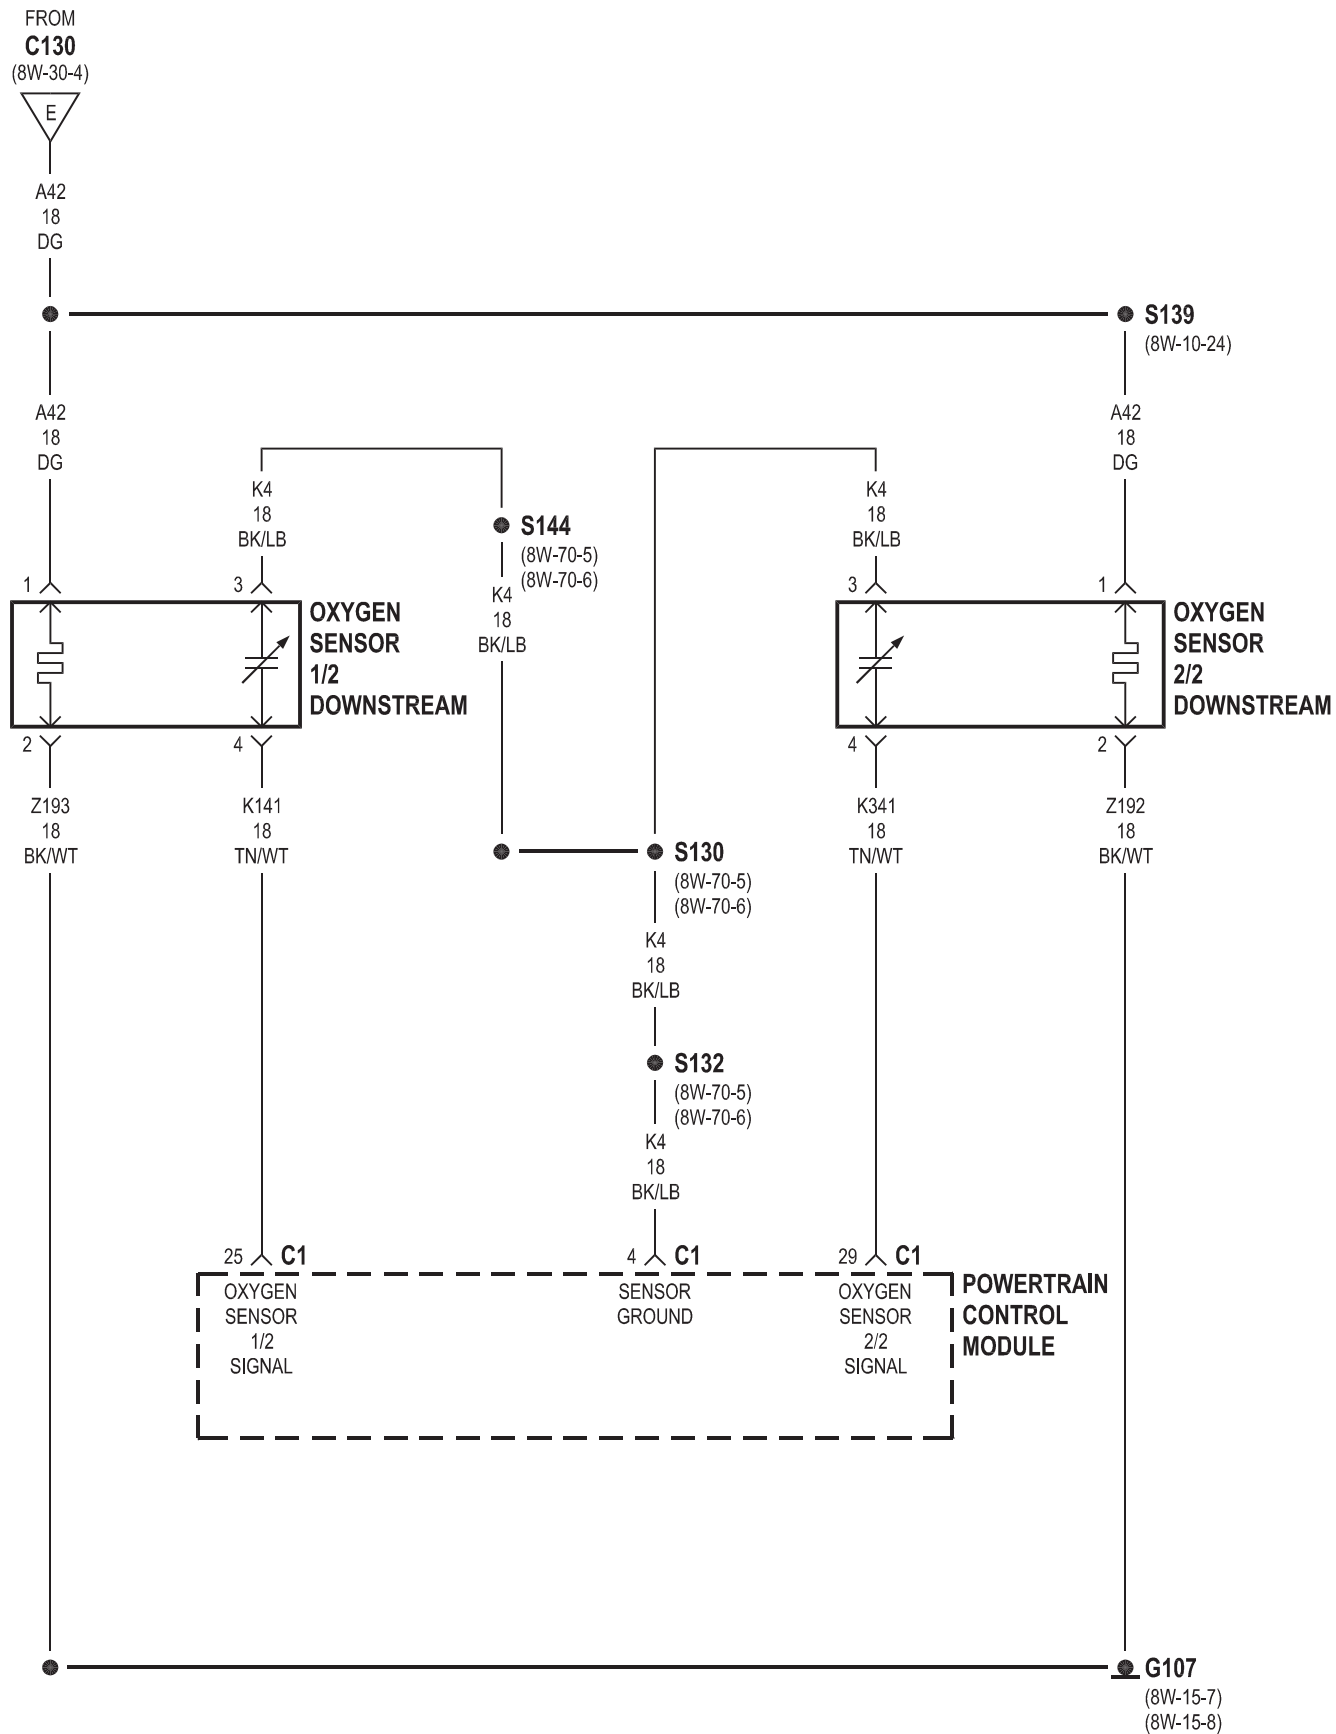 FROM
C130
(8W-30-4)
E
A42
18
DG
S139
(8W-10-24)
A42
18
DG
A42
18
DG
K4
18
BK/LB
K4
18
BK/LB
S144
(8W-70-5)
(8W-70-6)
K4
18
BK/LB
1
3
3
1
OXYGEN
SENSOR
1/2
DOWNSTREAM
OXYGEN
SENSOR
2/2
DOWNSTREAM
2
4
4
2
Z193
18
BK/WT
K141
18
TN/WT
K341
18
TN/WT
Z192
18
BK/WT
S130
(8W-70-5)
(8W-70-6)
K4
18
BK/LB
S132
(8W-70-5)
(8W-70-6)
K4
18
BK/LB
25 C1
4 C1
29 C1
OXYGEN
SENSOR
1/2
SIGNAL
SENSOR
GROUND
OXYGEN
SENSOR
2/2
SIGNAL
POWERTRAIN
CONTROL
MODULE
G107
(8W-15-7)
(8W-15-8)